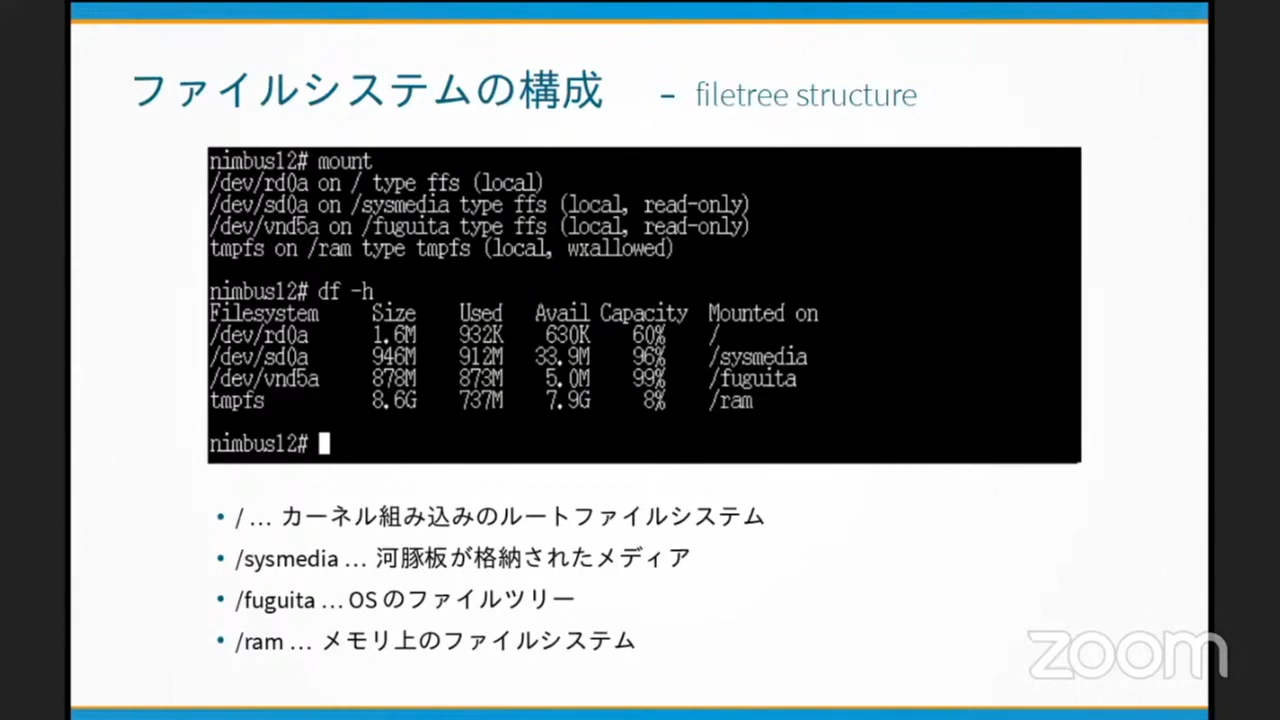 ファイルシステムの構成 – filetree structure
nimbus12# mount
/dev/rd0a on / type ffs (local)
/dev/sd0a on /sysmedia type ffs (local, read-only)
/dev/vnd5a on /fuguita type ffs (local, read-only)
tmpfs on /ram type tmpfs (local, wxallowed)
nimbus12# df -h
Filesystem Size Used Avail Capacity Mounted on
/dev/rd0a 1.6M 932K 630K 60% /
/dev/sd0a 946M 912M 33.9M 96% /sysmedia
/dev/vnd5a 878M 873M 5.0M 99% /fuguita
tmpfs 8.6G 737M 7.9G 8% /ram
nimbus12#
• / … カーネル組み込みのルートファイルシステム
• /sysmedia … 河豚板が格納されたメディア
• /fuguita … OS のファイルツリー
• /ram … メモリ上のファイルシステム
zoom